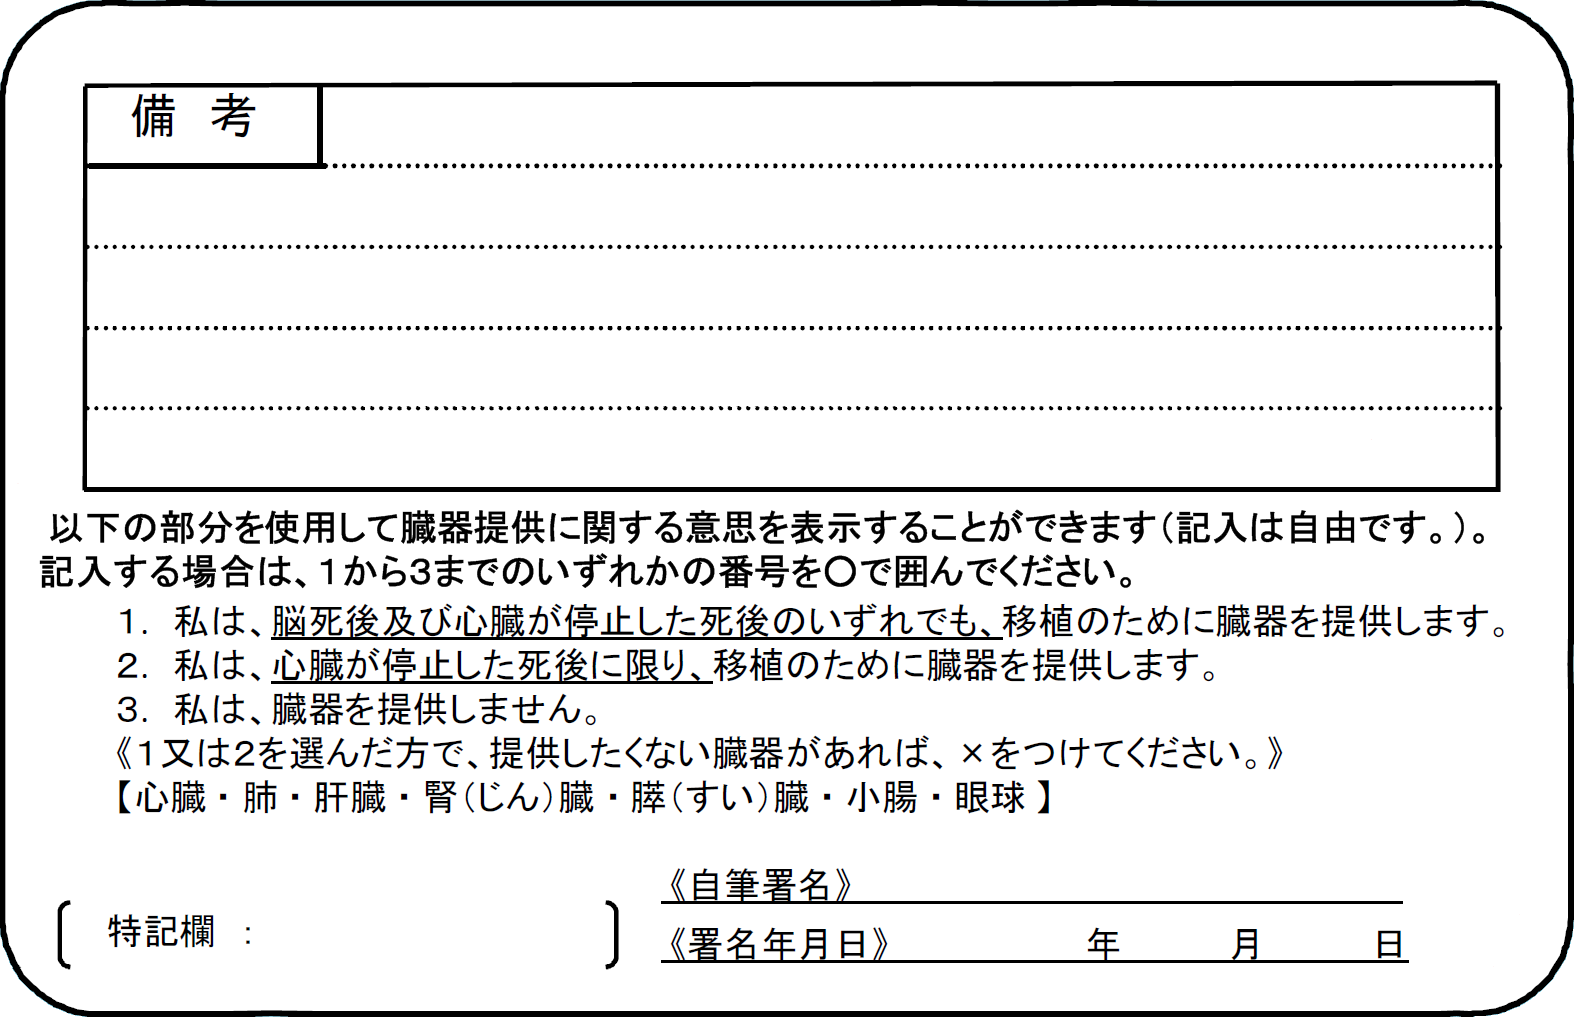 備 考
以下の部分を使用して臓器提供に関する意思を表示することができます（記入は自由です。）。
記入する場合は、１から３までのいずれかの番号を〇で囲んでください。
１． 私は、脳死後及び心臓が停止した死後のいずれでも、移植のために臓器を提供します。
２． 私は、心臓が停止した死後に限り、移植のために臓器を提供します。
３． 私は、臓器を提供しません。
《１又は２を選んだ方で、提供したくない臓器があれば、×をつけてください。》
【心臓・肺・肝臓・腎（じん）臓・膵（すい）臓・小腸・眼球】
《自筆署名》
特記欄 ：
《署名年月日》 年 月 日